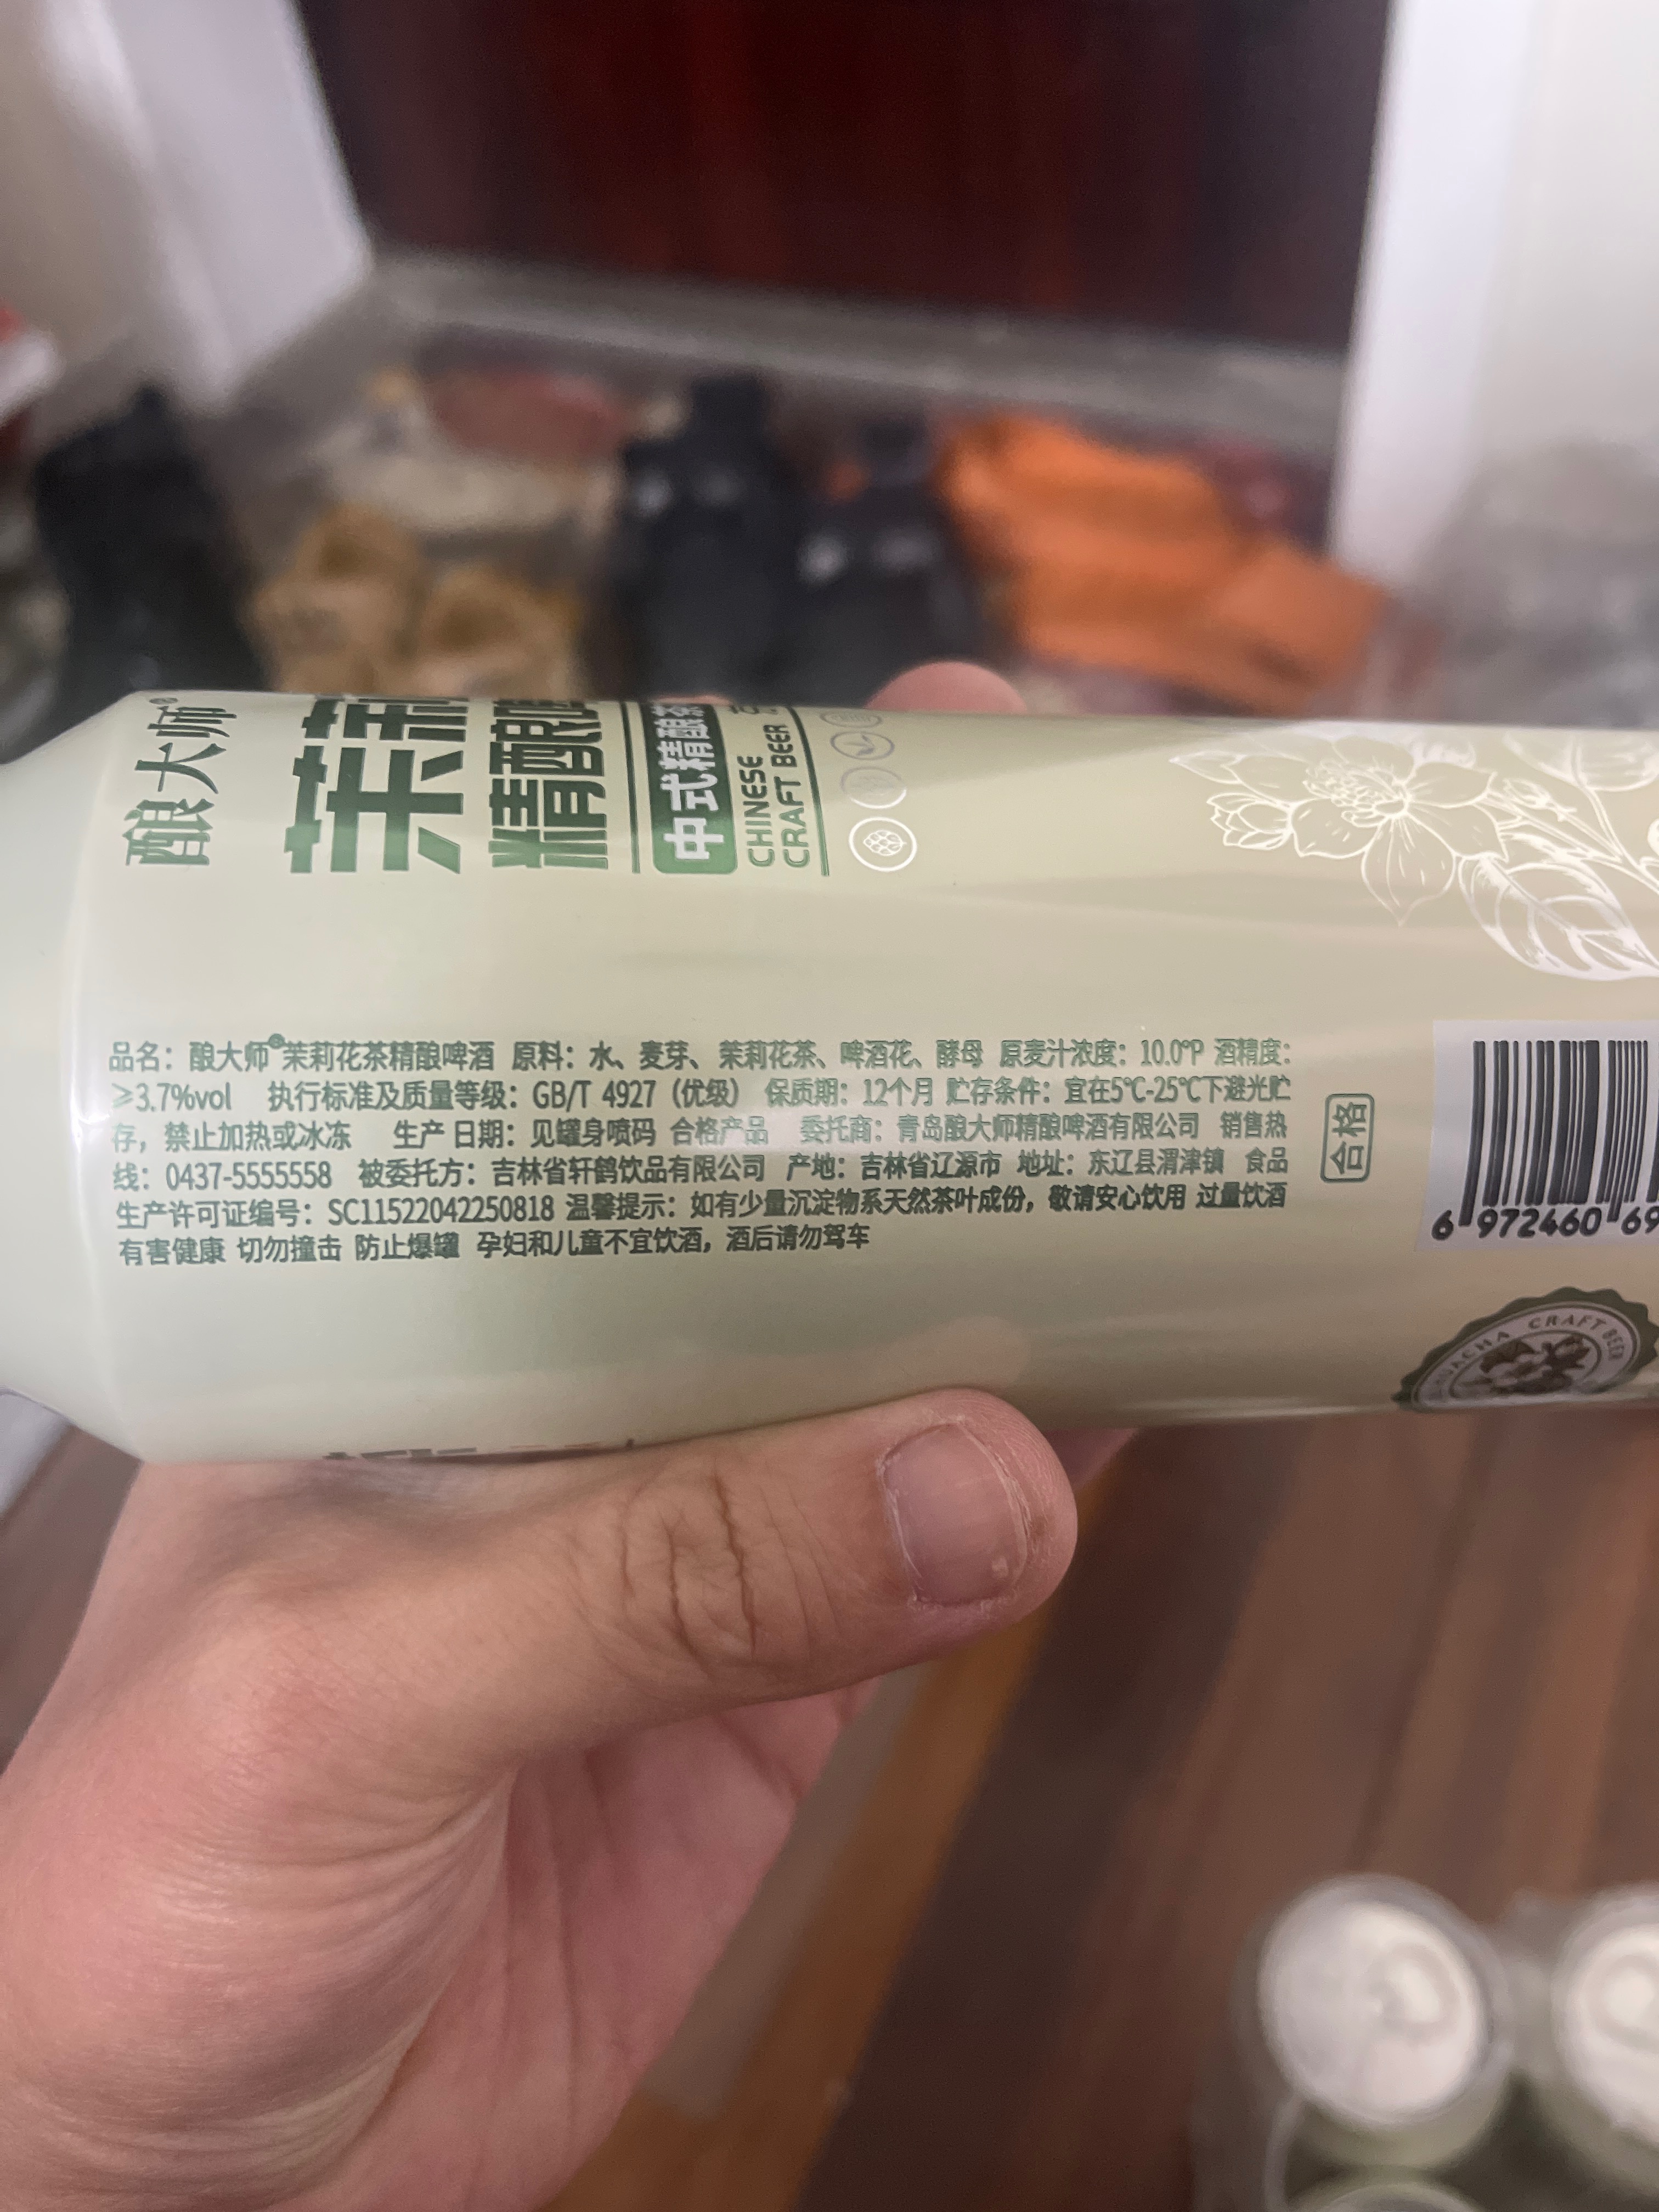 酿大师®
茉莉
精酿
中式精酿茶
CHINESE
CRAFT BEER
品名：酿大师®茉莉花茶精酿啤酒 原料：水、麦芽、茉莉花茶、啤酒花、酵母 原麦汁浓度：10.0°P 酒精度：
≥3.7%vol 执行标准及质量等级：GB/T 4927（优级） 保质期：12个月 贮存条件：宜在5℃-25℃下避光贮
存，禁止加热或冰冻 生产日期：见罐身喷码 合格产品 委托商：青岛酿大师精酿啤酒有限公司 销售热
线：0437-5555558 被委托方：吉林省轩鹤饮品有限公司 产地：吉林省辽源市 地址：东辽县渭津镇 食品
生产许可证编号：SC11522042250818 温馨提示：如有少量沉淀物系天然茶叶成份，敬请安心饮用 过量饮酒
有害健康 切勿撞击 防止爆罐 孕妇和儿童不宜饮酒，酒后请勿驾车
合格
6 972460 69
HUACHA CRAFT BEER